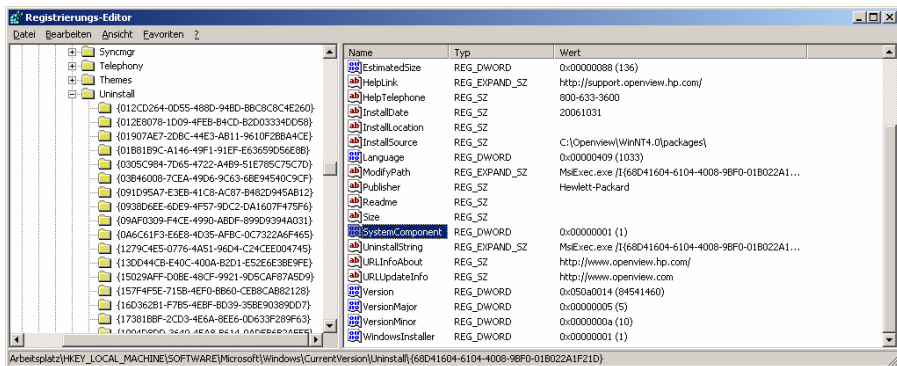 Registrierungs-Editor
Datei Bearbeiten Ansicht Favoriten ?
Syncmgr
Telephony
Themes
Uninstall
{012CD264-0D55-488D-94BD-BBC8C8C4E260}
{012E8078-1D09-4FEB-B4CD-B2D03334DD58}
{01907AE7-2DBC-44E3-AB11-9610F2BBA4CE}
{01B81B9C-A146-49F1-91EF-E63659D56E8B}
{0305C984-7D65-4722-A4B9-51E785C75C7D}
{03B46008-7CEA-49D6-9C63-6BE94540C9CF}
{091D95A7-E3EB-41C8-AC87-B482D945AB12}
{0938D6EE-6DE9-4F57-9DC2-DA1607F475F6}
{09AF0309-F4CE-4990-ABDF-899D9394A031}
{0A6C61F3-E6E8-4D35-AFBC-0C7322A6F465}
{1279C4E5-0776-4A51-96D4-C24CEE004745}
{13DD44CB-E40C-400A-B2D1-E52E6E3BE9FE}
{15029AFF-D0BE-48CF-9921-9D5CAF87A5D9}
{157F4F5E-715B-4EF0-BB60-CEB8CAB82128}
{16D362B1-F7B5-4EBF-BD39-35BE90389DD7}
{17381BBF-2CD3-4E6A-8EE6-0D633F289F63}
Name Typ Wert
EstimatedSize REG_DWORD 0x00000088 (136)
HelpLink REG_EXPAND_SZ http://support.openview.hp.com/
HelpTelephone REG_SZ 800-633-3600
InstallDate REG_SZ 20061031
InstallLocation REG_SZ
InstallSource REG_SZ C:\Openview\WinNT4.0\packages\
Language REG_DWORD 0x00000409 (1033)
ModifyPath REG_EXPAND_SZ MsiExec.exe /I{68D41604-6104-4008-9BF0-01B022A1...
Publisher REG_SZ Hewlett-Packard
Readme REG_SZ
Size REG_SZ
SystemComponent REG_DWORD 0x00000001 (1)
UninstallString REG_EXPAND_SZ MsiExec.exe /I{68D41604-6104-4008-9BF0-01B022A1...
URLInfoAbout REG_SZ http://www.openview.hp.com/
URLUpdateInfo REG_SZ http://www.openview.com
Version REG_DWORD 0x050a0014 (84541460)
VersionMajor REG_DWORD 0x00000005 (5)
VersionMinor REG_DWORD 0x0000000a (10)
WindowsInstaller REG_DWORD 0x00000001 (1)
Arbeitsplatz\HKEY_LOCAL_MACHINE\SOFTWARE\Microsoft\Windows\CurrentVersion\Uninstall\{68D41604-6104-4008-9BF0-01B022A1F21D}